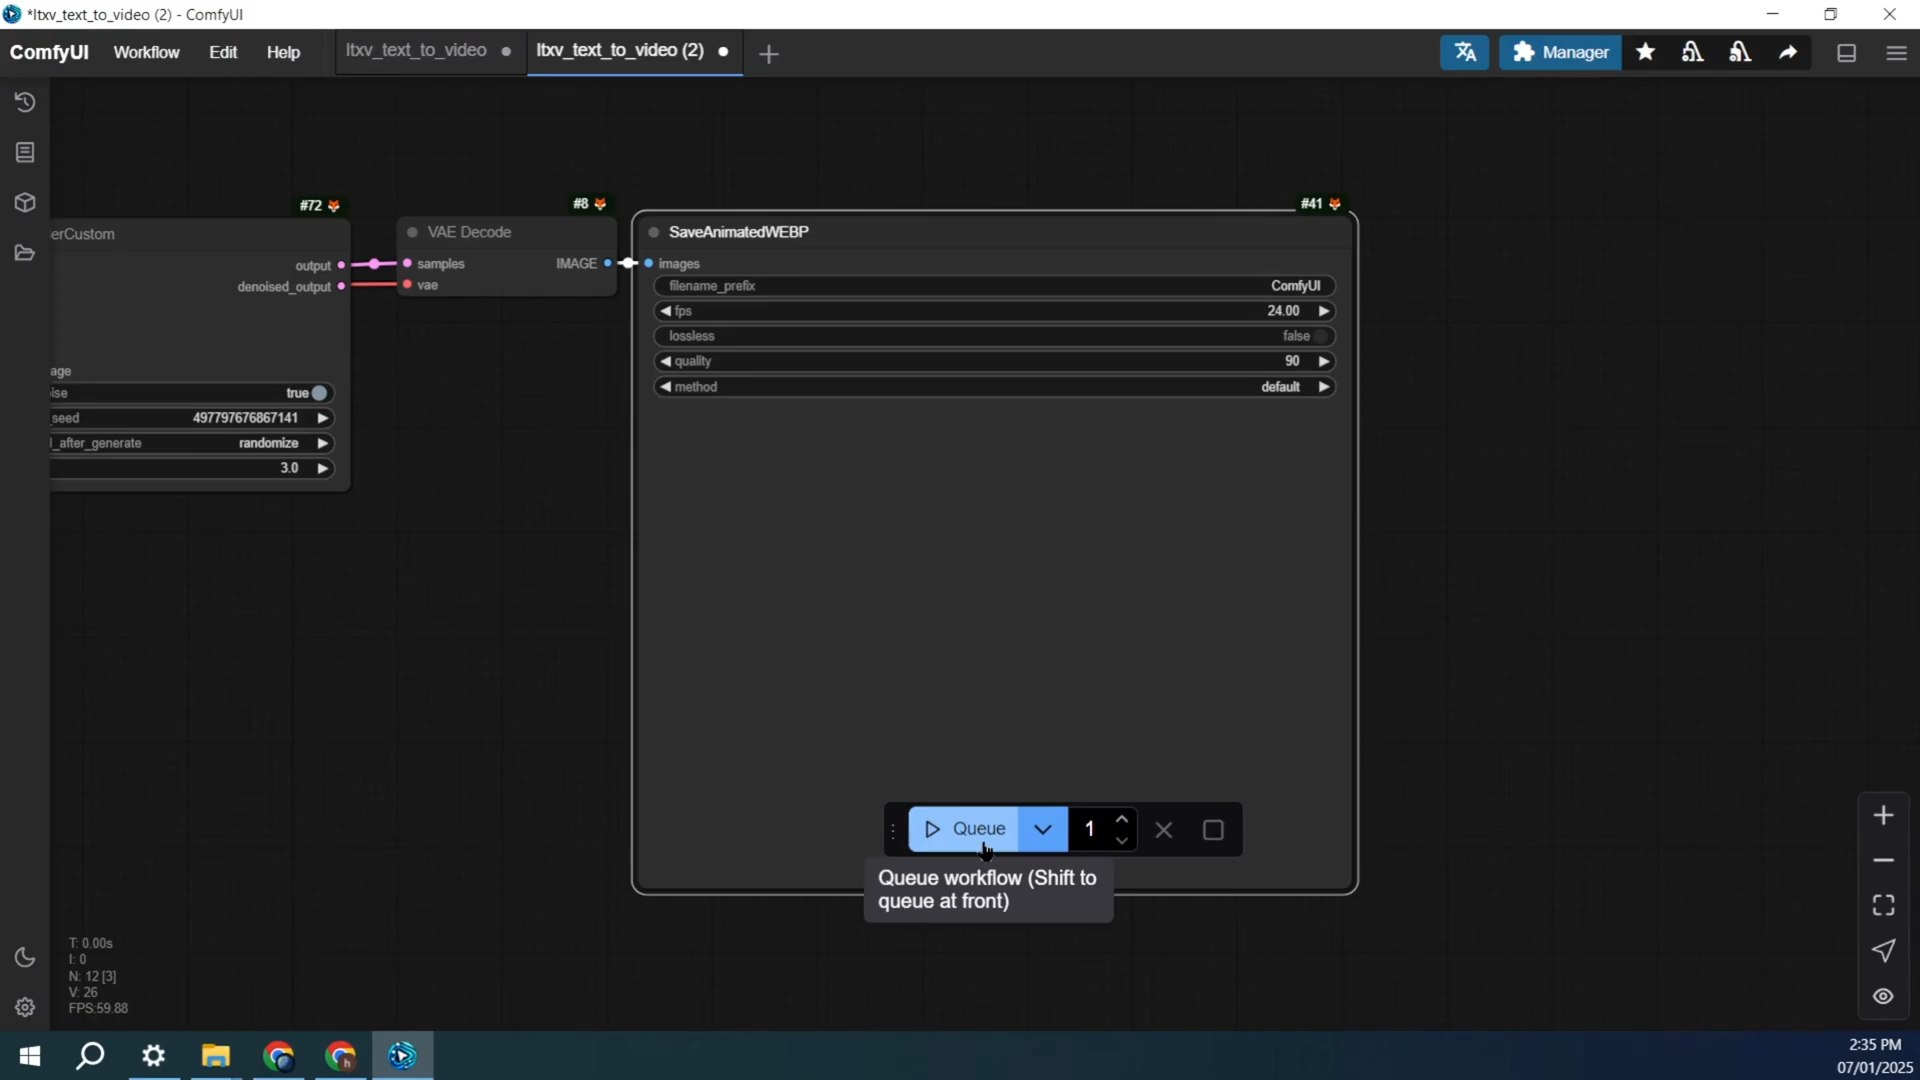 *ltxv_text_to_video (2) - ComfyUI
ComfyUI
Workflow
Edit
Help
ltxv_text_to_video
ltxv_text_to_video (2)
Manager
#72
erCustom
output
denoised_output
age
ise
true
_seed
497797676867141
l_after_generate
randomize
3.0
#8
VAE Decode
samples
IMAGE
vae
#41
SaveAnimatedWEBP
images
filename_prefix
ComfyUI
fps
24.00
lossless
false
quality
90
method
default
Queue
1
Queue workflow (Shift to
queue at front)
T: 0.00s
I: 0
N: 12 [3]
V: 26
FPS:59.88
2:35 PM
07/01/2025